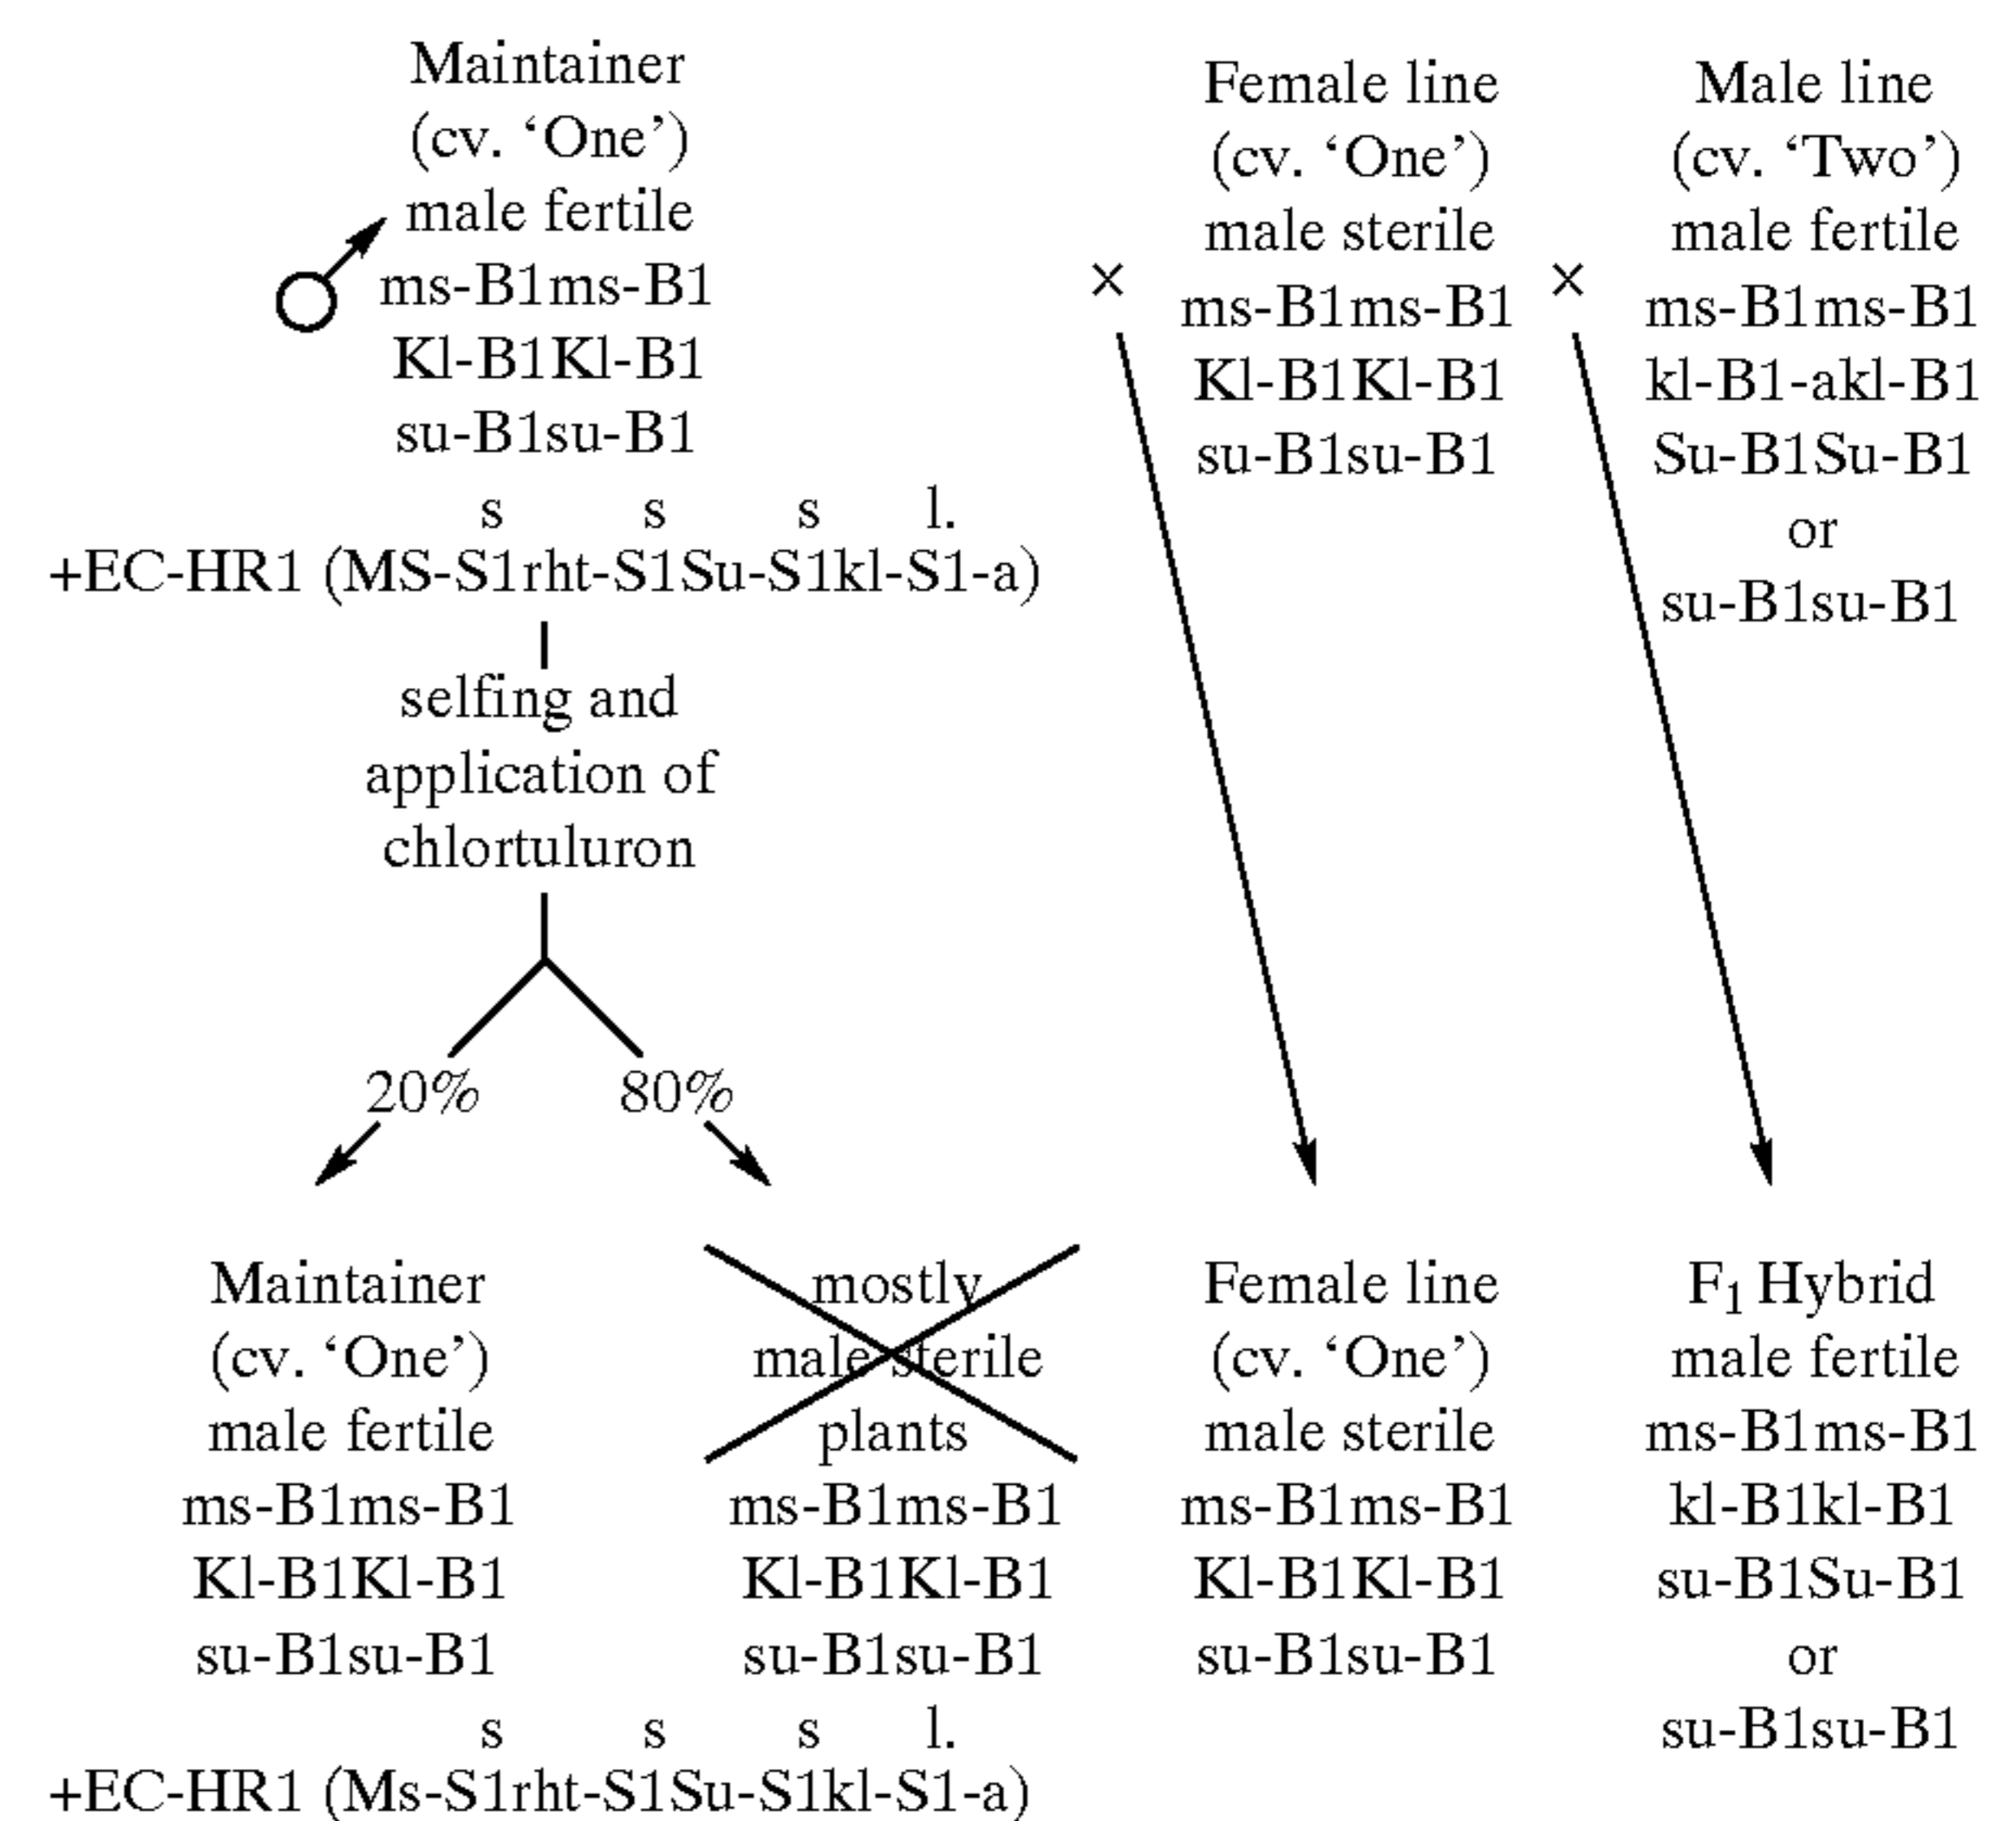 Maintainer
(cv. ‘One’)
male fertile
ms-B1ms-B1
Kl-B1Kl-B1
su-B1su-B1
s s s l.
+EC-HR1 (MS-S1rht-S1Su-S1kl-S1-a)
selfing and
application of
chlortuluron
20% 80%
×
Female line
(cv. ‘One’)
male sterile
ms-B1ms-B1
Kl-B1Kl-B1
su-B1su-B1
×
Male line
(cv. ‘Two’)
male fertile
ms-B1ms-B1
kl-B1-akl-B1
Su-B1Su-B1
or
su-B1su-B1
Maintainer
(cv. ‘One’)
male fertile
ms-B1ms-B1
Kl-B1Kl-B1
su-B1su-B1
s s s l.
+EC-HR1 (Ms-S1rht-S1Su-S1kl-S1-a)
mostly
male sterile
plants
ms-B1ms-B1
Kl-B1Kl-B1
su-B1su-B1
Female line
(cv. ‘One’)
male sterile
ms-B1ms-B1
Kl-B1Kl-B1
su-B1su-B1
F1 Hybrid
male fertile
ms-B1ms-B1
kl-B1kl-B1
su-B1Su-B1
or
su-B1su-B1